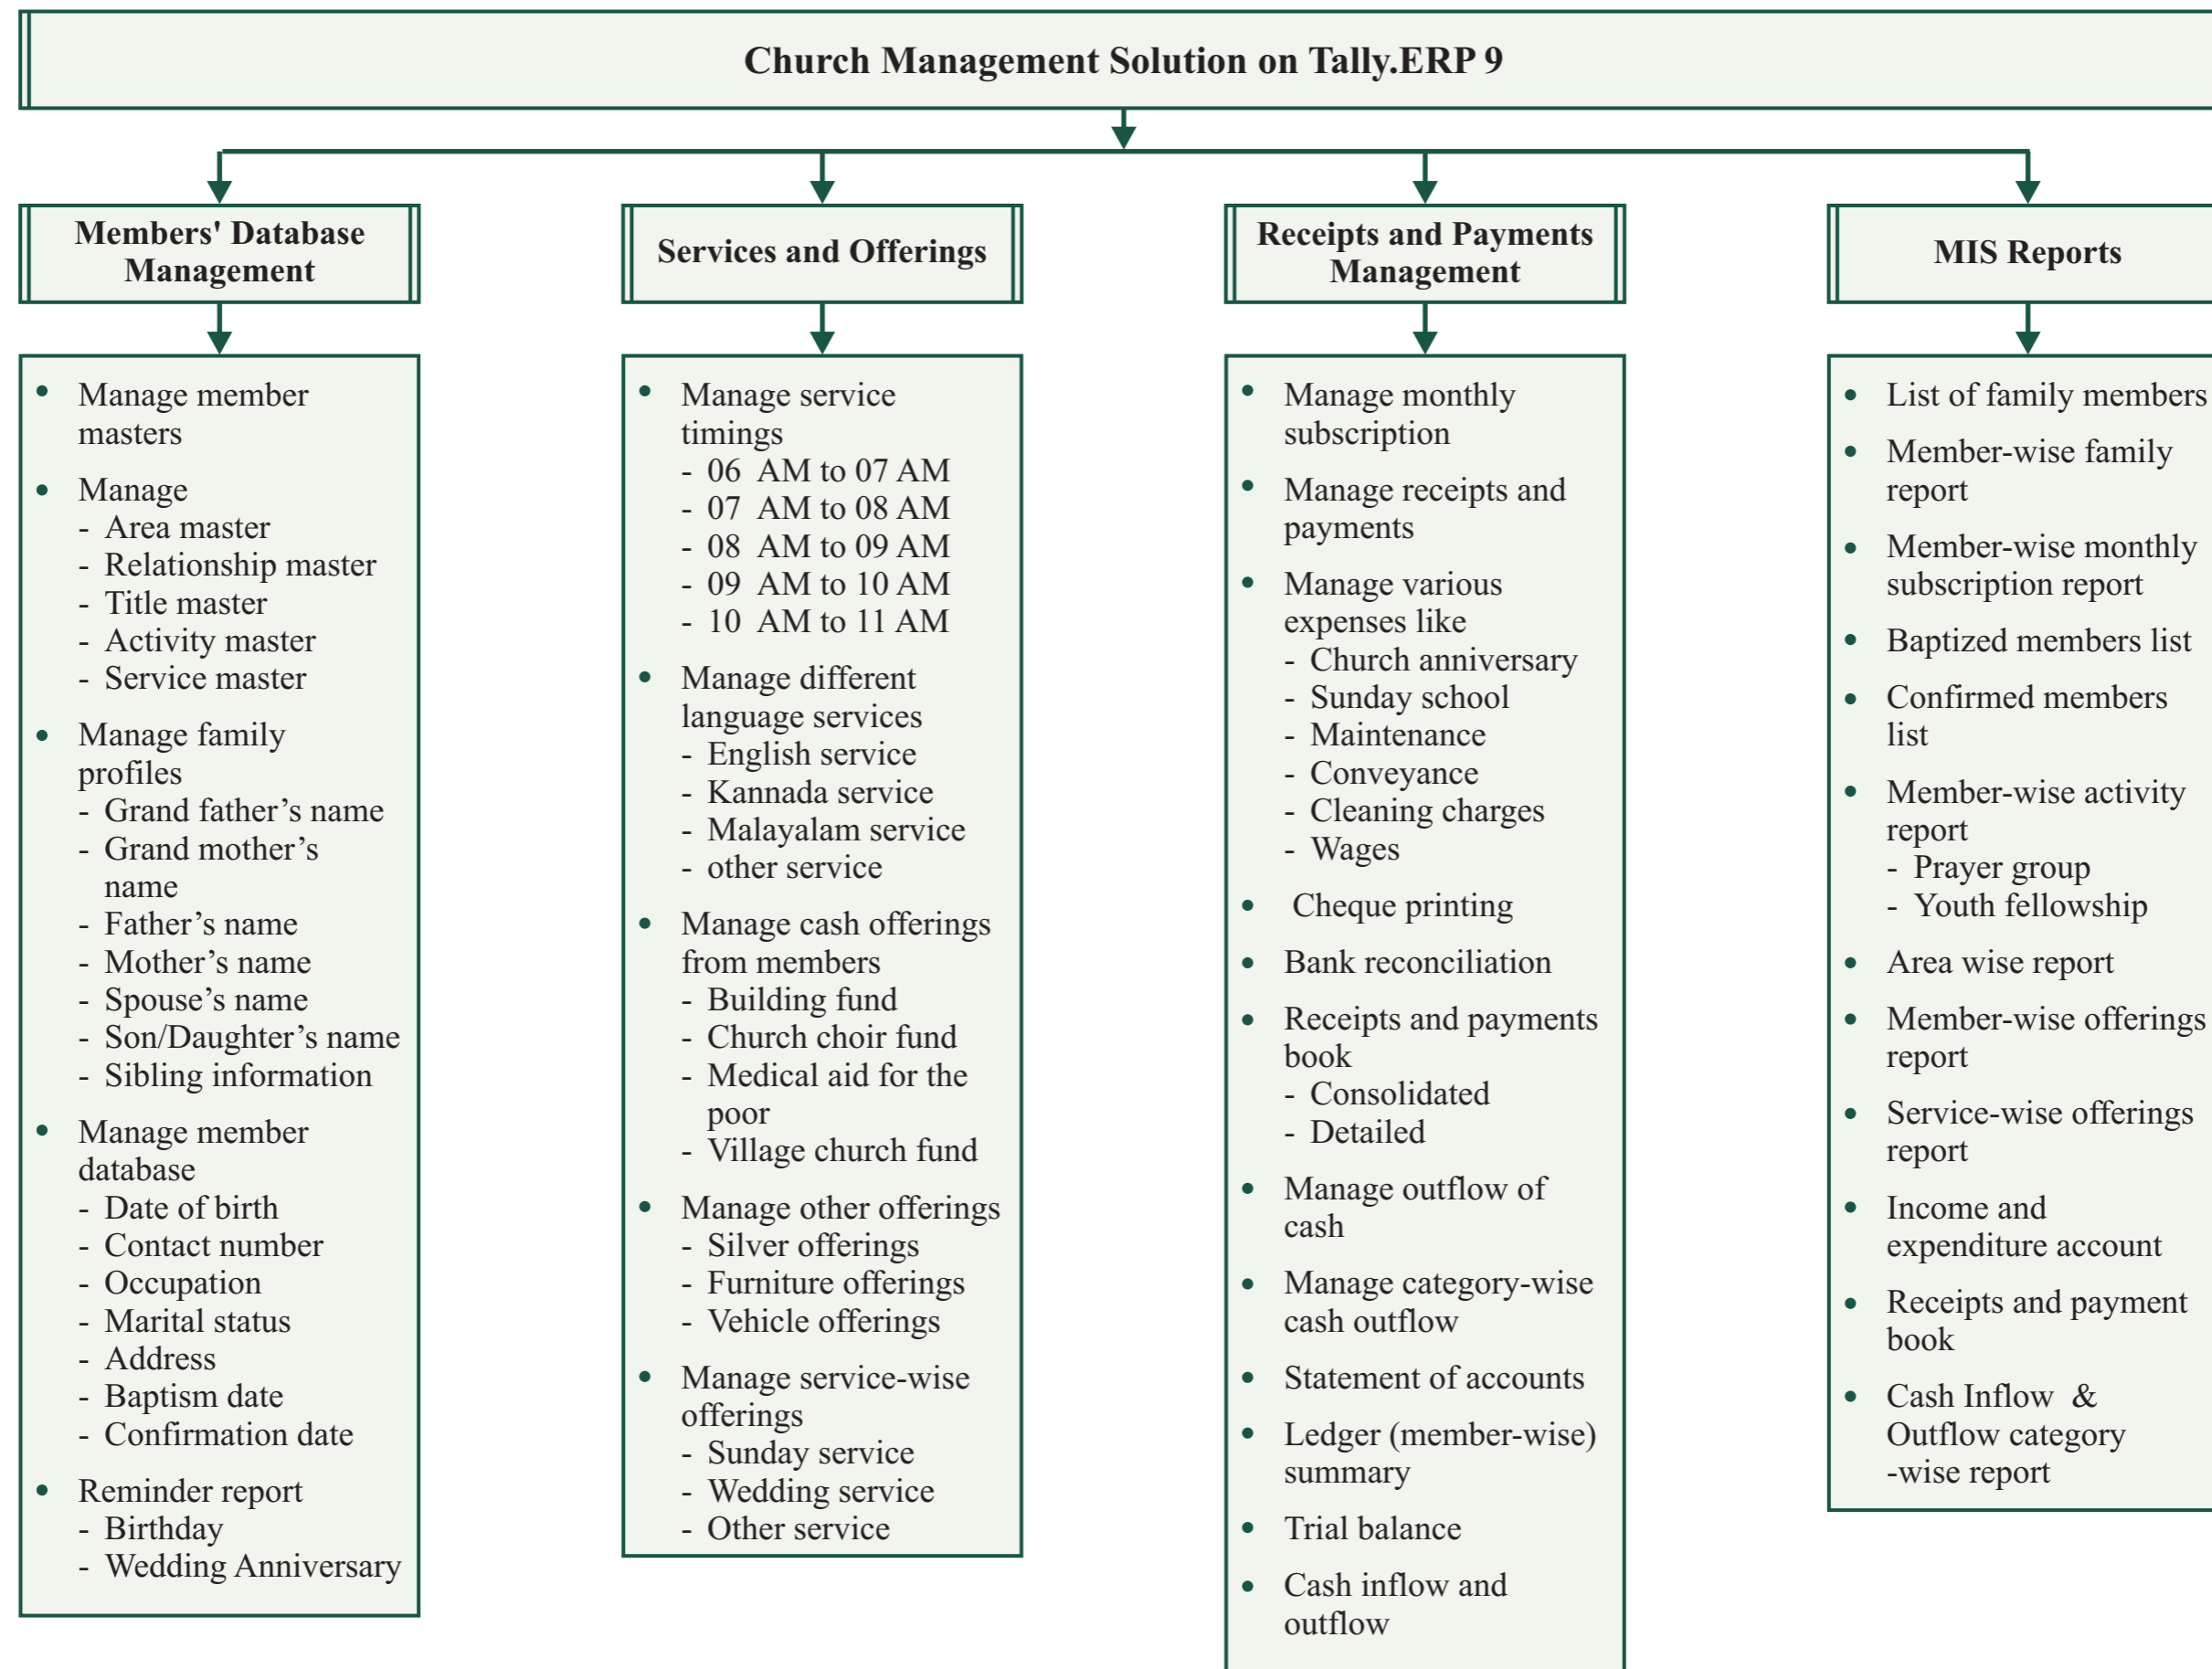 Church Management Solution on Tally.ERP 9
Members' Database
Management
• Manage member
masters
• Manage
- Area master
- Relationship master
- Title master
- Activity master
- Service master
• Manage family
profiles
- Grand father’s name
- Grand mother’s
name
- Father’s name
- Mother’s name
- Spouse’s name
- Son/Daughter’s name
- Sibling information
• Manage member
database
- Date of birth
- Contact number
- Occupation
- Marital status
- Address
- Baptism date
- Confirmation date
• Reminder report
- Birthday
- Wedding Anniversary
Services and Offerings
• Manage service
timings
- 06 AM to 07 AM
- 07 AM to 08 AM
- 08 AM to 09 AM
- 09 AM to 10 AM
- 10 AM to 11 AM
• Manage different
language services
- English service
- Kannada service
- Malayalam service
- other service
• Manage cash offerings
from members
- Building fund
- Church choir fund
- Medical aid for the
poor
- Village church fund
• Manage other offerings
- Silver offerings
- Furniture offerings
- Vehicle offerings
• Manage service-wise
offerings
- Sunday service
- Wedding service
- Other service
Receipts and Payments
Management
• Manage monthly
subscription
• Manage receipts and
payments
• Manage various
expenses like
- Church anniversary
- Sunday school
- Maintenance
- Conveyance
- Cleaning charges
- Wages
• Cheque printing
• Bank reconciliation
• Receipts and payments
book
- Consolidated
- Detailed
• Manage outflow of
cash
• Manage category-wise
cash outflow
• Statement of accounts
• Ledger (member-wise)
summary
• Trial balance
• Cash inflow and
outflow
MIS Reports
• List of family members
• Member-wise family
report
• Member-wise monthly
subscription report
• Baptized members list
• Confirmed members
list
• Member-wise activity
report
- Prayer group
- Youth fellowship
• Area wise report
• Member-wise offerings
report
• Service-wise offerings
report
• Income and
expenditure account
• Receipts and payment
book
• Cash Inflow &
Outflow category
-wise report